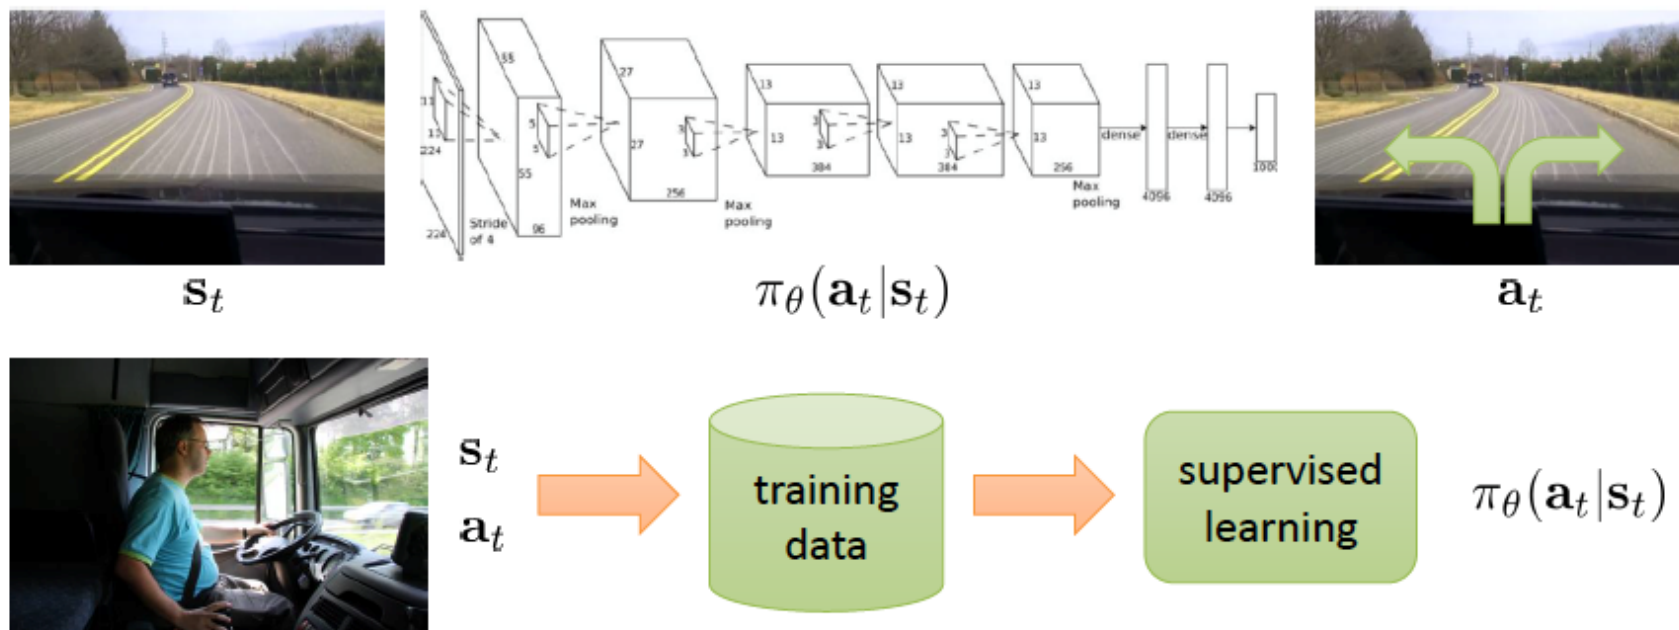 55
27
13
13
13
11
5
3
3
3
11
5
27
3
13
3
13
3
13
dense
dense
224
55
384
384
256
1000
256
Max
pooling
4096
4096
Max
pooling
Max
pooling
Stride
of 4
96
224
s_t
π_θ(a_t|s_t)
a_t
s_t
a_t
training
data
supervised
learning
π_θ(a_t|s_t)